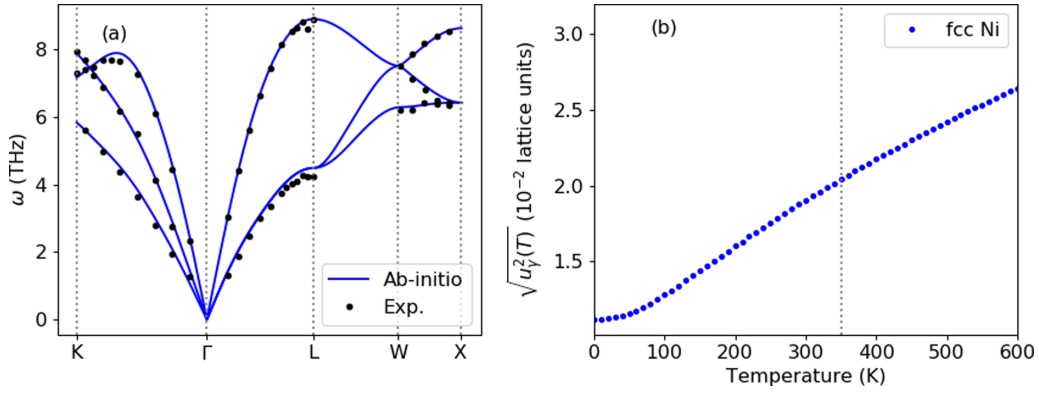 (a)
8
6
4
2
0
ω (THz)
K Γ L W X
Ab-initio
Exp.
(b)
fcc Ni
3.0
2.5
2.0
1.5
√u²γ(T) (10⁻² lattice units)
0 100 200 300 400 500 600
Temperature (K)